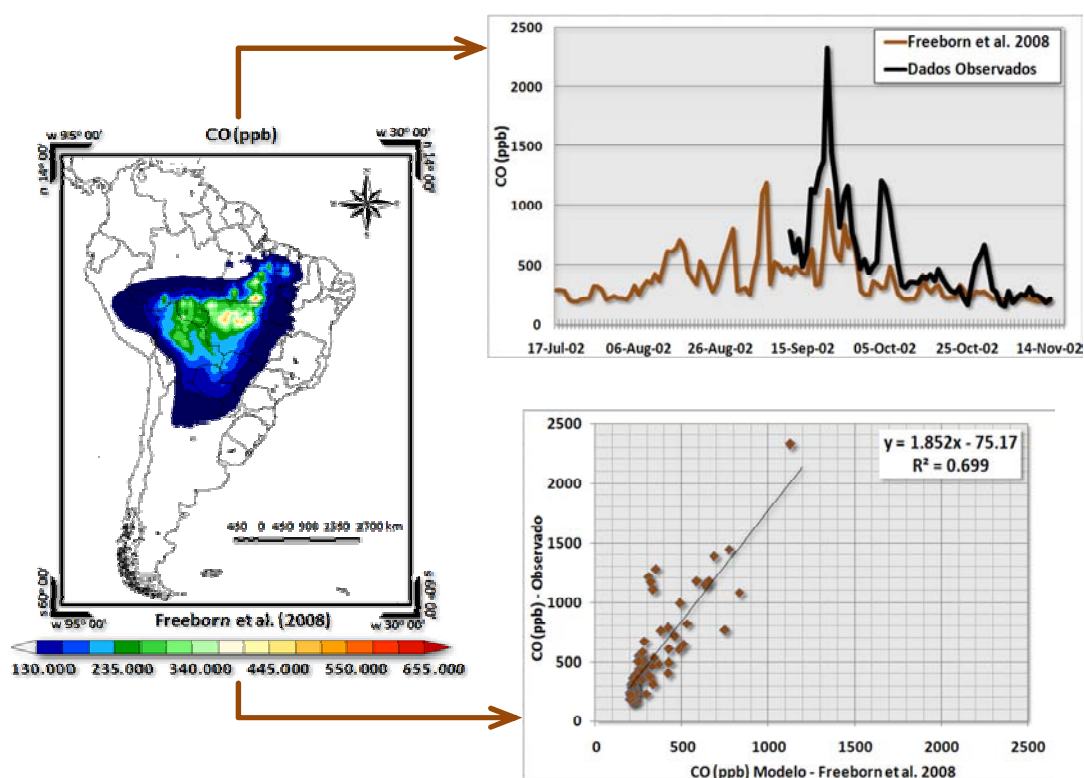 CO (ppb)
w 95° 00'
w 30° 00'
n 14° 00'
n 14° 00'
450 0 450 900 1350 2700 km
s 60° 00'
s 60° 00'
w 95° 00'
w 30° 00'
Freeborn et al. (2008)
130.000 235.000 340.000 445.000 550.000 655.000
Freeborn et al. 2008
Dados Observados
CO (ppb)
2500
2000
1500
1000
500
0
17-Jul-02 06-Aug-02 26-Aug-02 15-Sep-02 05-Oct-02 25-Oct-02 14-Nov-02
y = 1.852x - 75.17
R² = 0.699
CO (ppb) - Observado
2500
2000
1500
1000
500
0
0 500 1000 1500 2000 2500
CO (ppb) Modelo - Freeborn et al. 2008